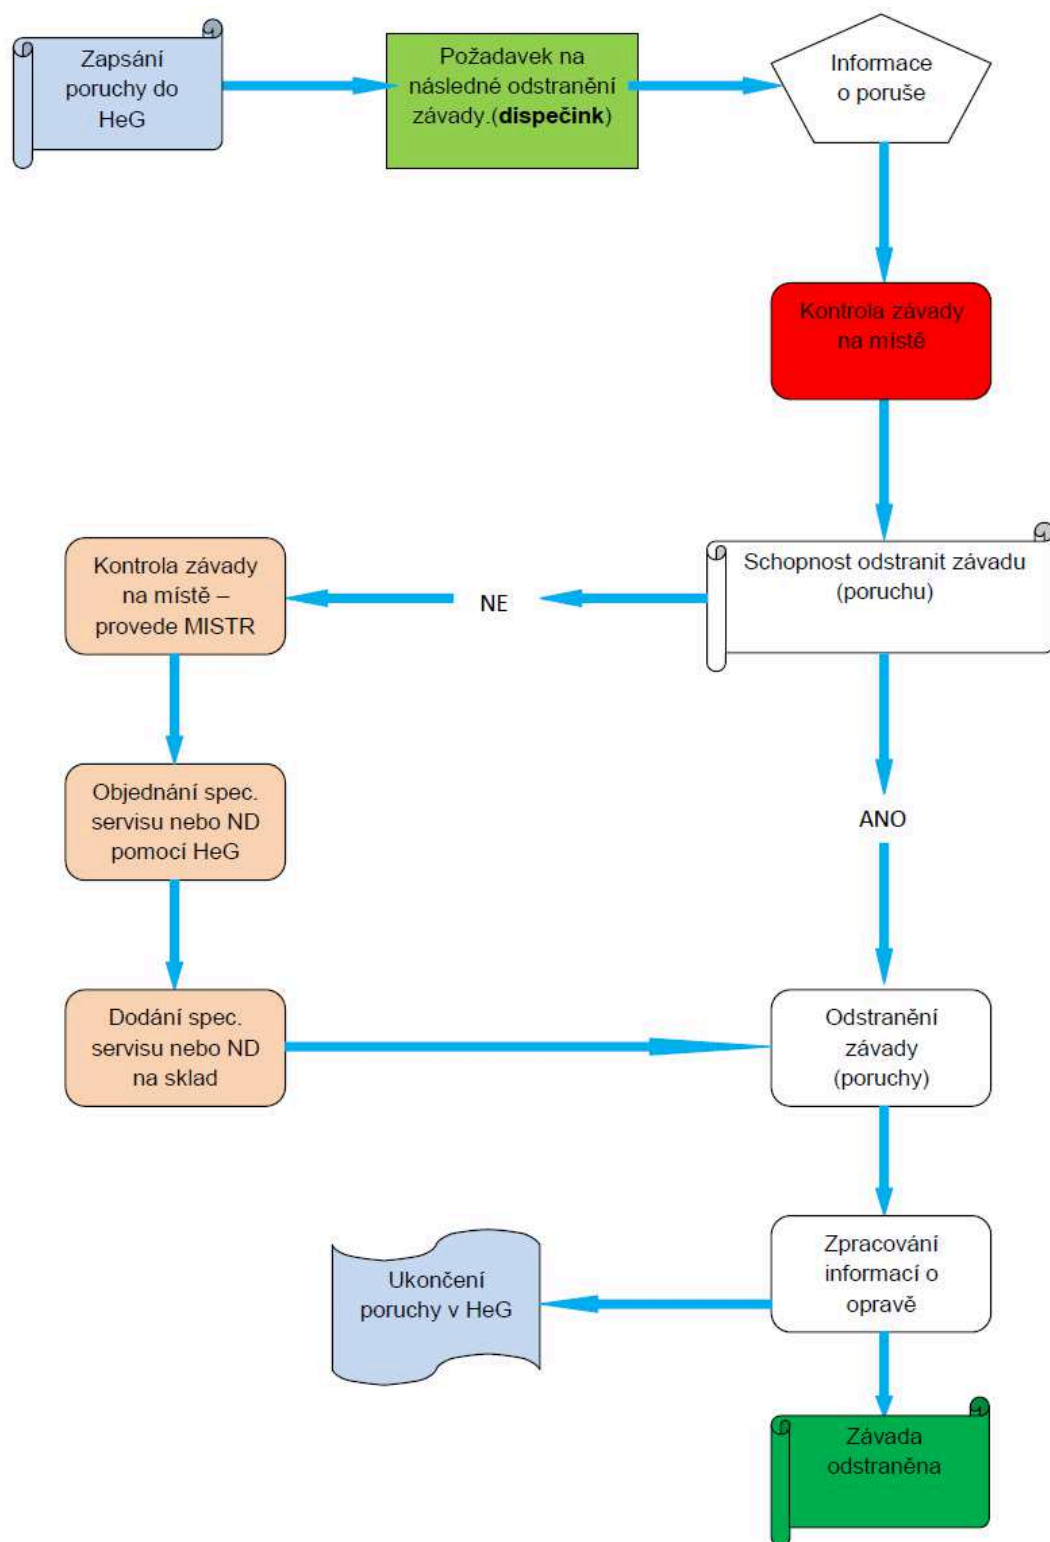 Zapsání
poruchy do
HeG
Požadavek na
následné odstranění
závady.(dispečink)
Informace
o poruše
Kontrola závady
na místě
Schopnost odstranit závadu
(poruchu)
NE
Kontrola závady
na místě –
provede MISTR
Objednání spec.
servisu nebo ND
pomocí HeG
ANO
Dodání spec.
servisu nebo ND
na sklad
Odstranění
závady
(poruchy)
Zpracování
informací o
opravě
Ukončení
poruchy v HeG
Závada
odstraněna